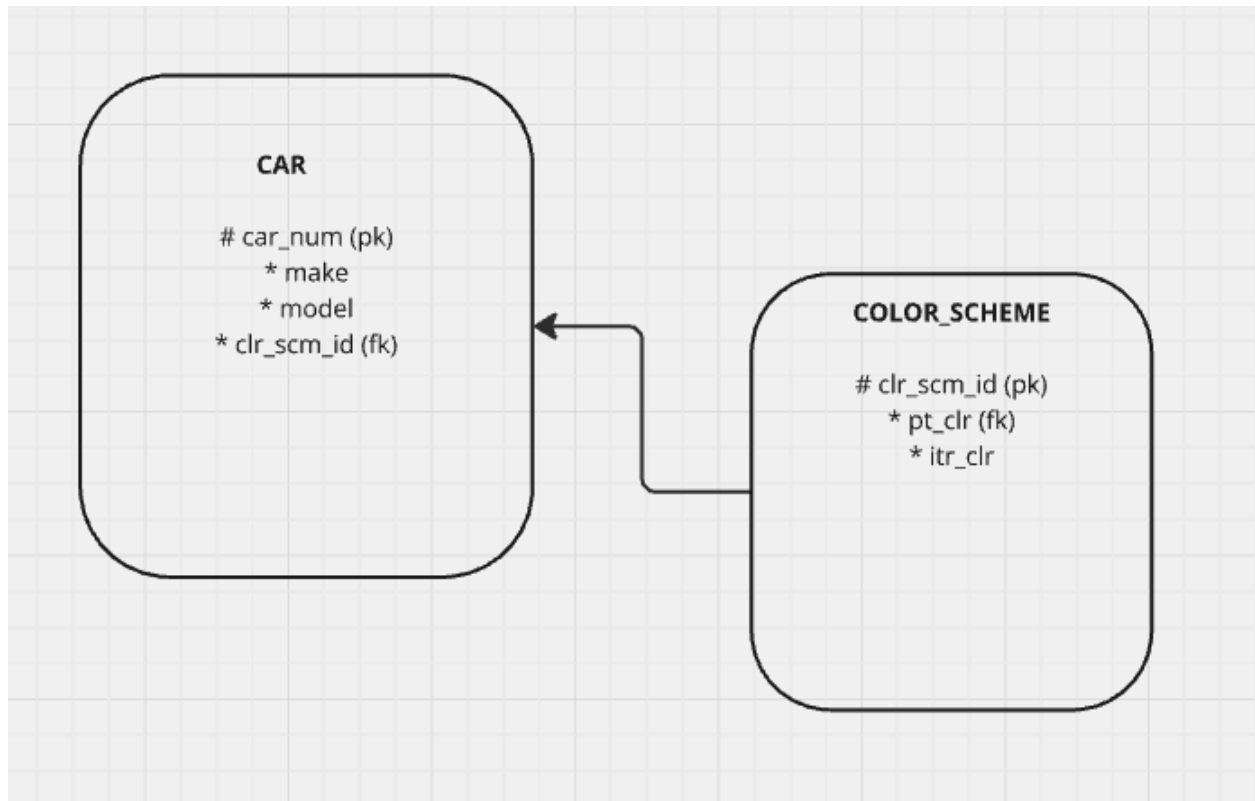 CAR
# car_num (pk)
* make
* model
* clr_scm_id (fk)
COLOR_SCHEME
# clr_scm_id (pk)
* pt_clr (fk)
* itr_clr